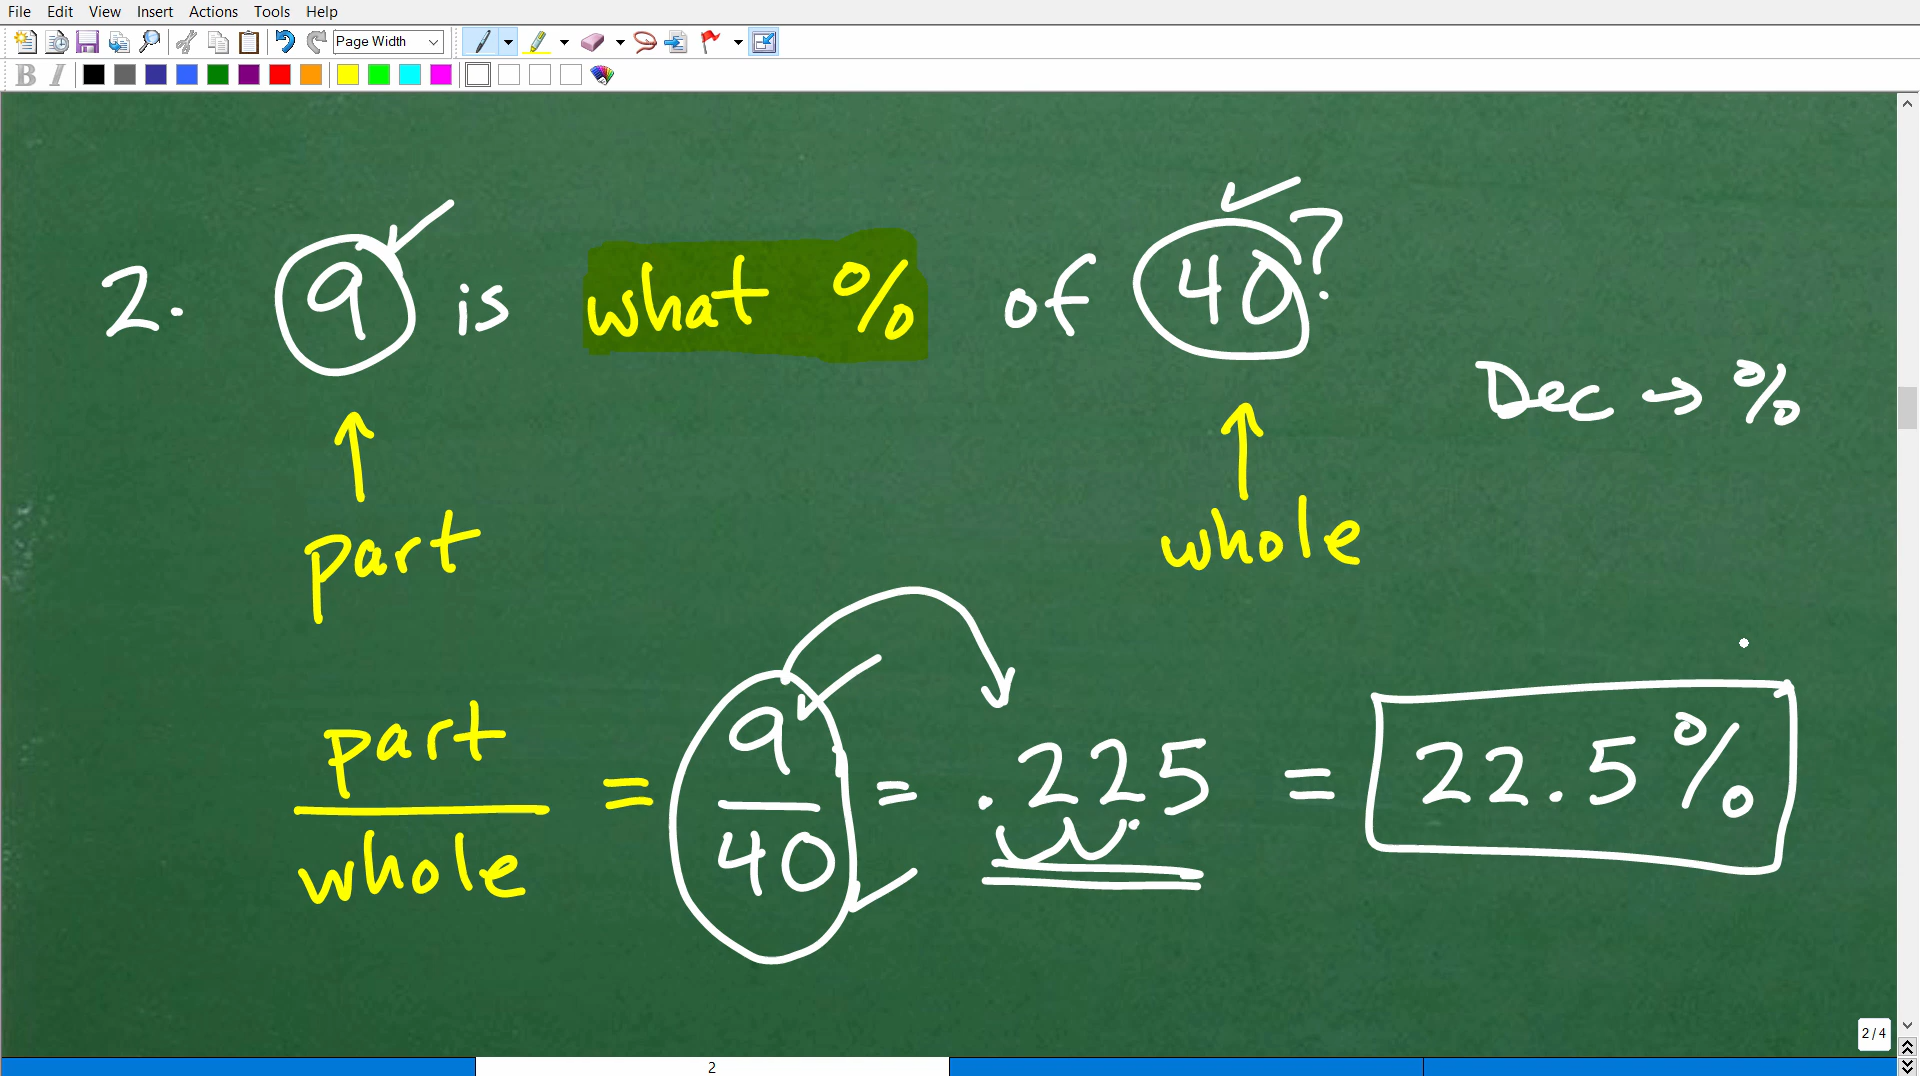 File Edit View Insert Actions Tools Help
Page Width
B I
2. 9 is what % of 40?
Dec → %
part whole
part/whole = 9/40 = .225 = 22.5%
2 / 4
2